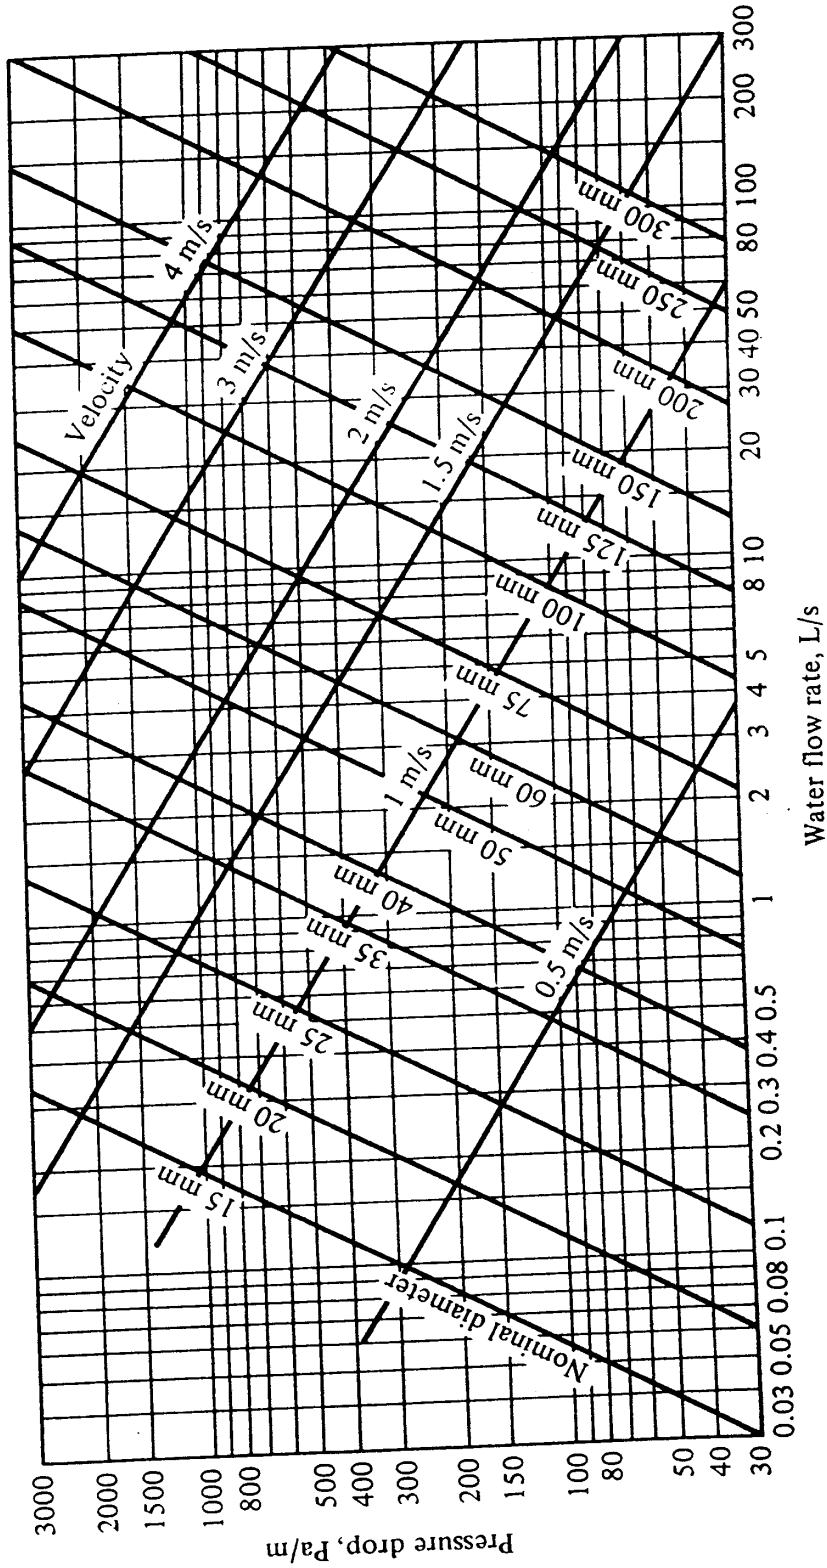 Pressure drop, Pa/m
3000
2000
1500
1000
800
500
400
300
200
150
100
80
50
40
30
Velocity
4 m/s
3 m/s
2 m/s
1.5 m/s
1 m/s
0.5 m/s
Nominal diameter
15 mm
20 mm
25 mm
35 mm
40 mm
50 mm
60 mm
75 mm
100 mm
125 mm
150 mm
200 mm
250 mm
300 mm
0.03 0.05 0.08 0.1 0.2 0.3 0.4 0.5 1 2 3 4 5 8 10 20 30 40 50 80 100 200 300
Water flow rate, L/s